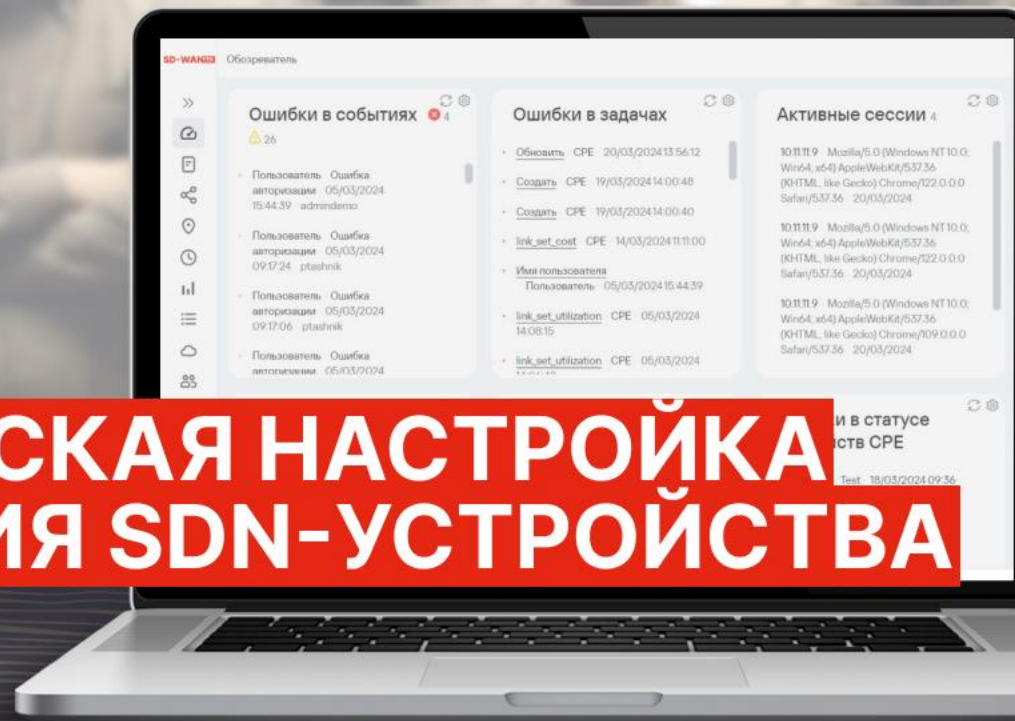 SD-WAN Обозреватель
Ошибки в событиях 4
26
Пользователь Ошибка
авторизации 05/03/2024
15:44:39 admindemo
Пользователь Ошибка
авторизации 05/03/2024
09:17:24 ptashnik
Пользователь Ошибка
авторизации 05/03/2024
09:17:06 ptashnik
Пользователь Ошибка
авторизации 05/03/2024
Ошибки в задачах
Обновить CPE 20/03/2024 13:56:12
Создать CPE 19/03/2024 14:00:48
Создать CPE 19/03/2024 14:00:40
link_set_cost CPE 14/03/2024 11:11:00
Имя пользователя
Пользователь 05/03/2024 15:44:39
link_set_utilization CPE 05/03/2024
14:08:15
link_set_utilization CPE 05/03/2024
Активные сессии 4
10.11.11.9 Mozilla/5.0 (Windows NT 10.0;
Win64; x64) AppleWebKit/537.36
(KHTML, like Gecko) Chrome/122.0.0.0
Safari/537.36 20/03/2024
10.11.11.9 Mozilla/5.0 (Windows NT 10.0;
Win64; x64) AppleWebKit/537.36
(KHTML, like Gecko) Chrome/122.0.0.0
Safari/537.36 20/03/2024
10.11.11.9 Mozilla/5.0 (Windows NT 10.0;
Win64; x64) AppleWebKit/537.36
(KHTML, like Gecko) Chrome/109.0.0.0
Safari/537.36 20/03/2024
и в статусе
ств CPE
Test 18/03/2024 09:36
СКАЯ НАСТРОЙКА
ИЯ SDN-УСТРОЙСТВА